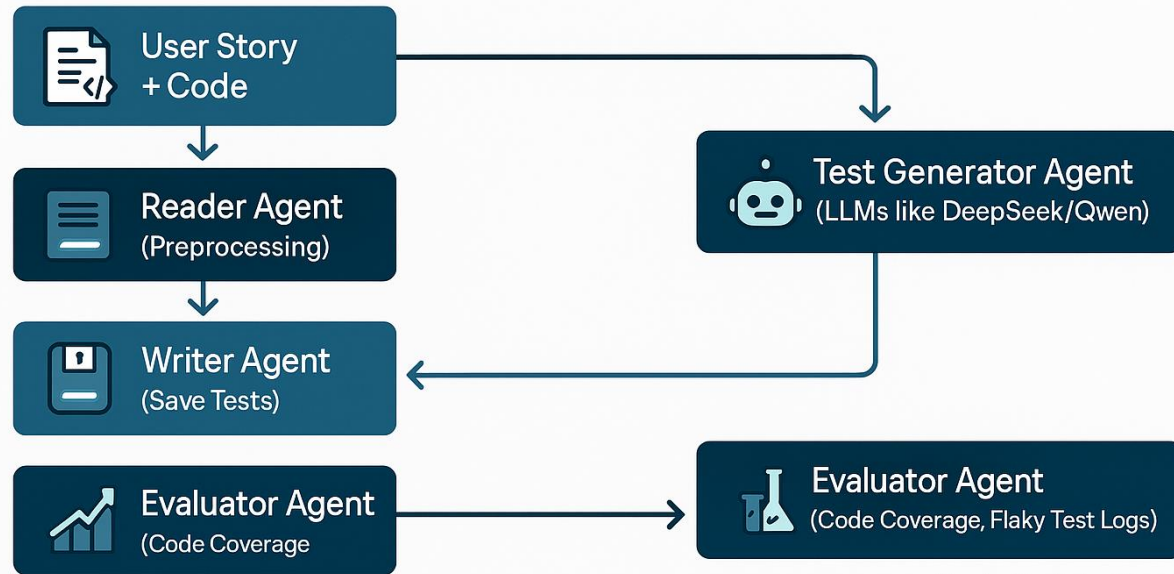 User Story
+ Code
Reader Agent
(Preprocessing)
Writer Agent
(Save Tests)
Evaluator Agent
(Code Coverage
Test Generator Agent
(LLMs like DeepSeek/Qwen)
Evaluator Agent
(Code Coverage, Flaky Test Logs)